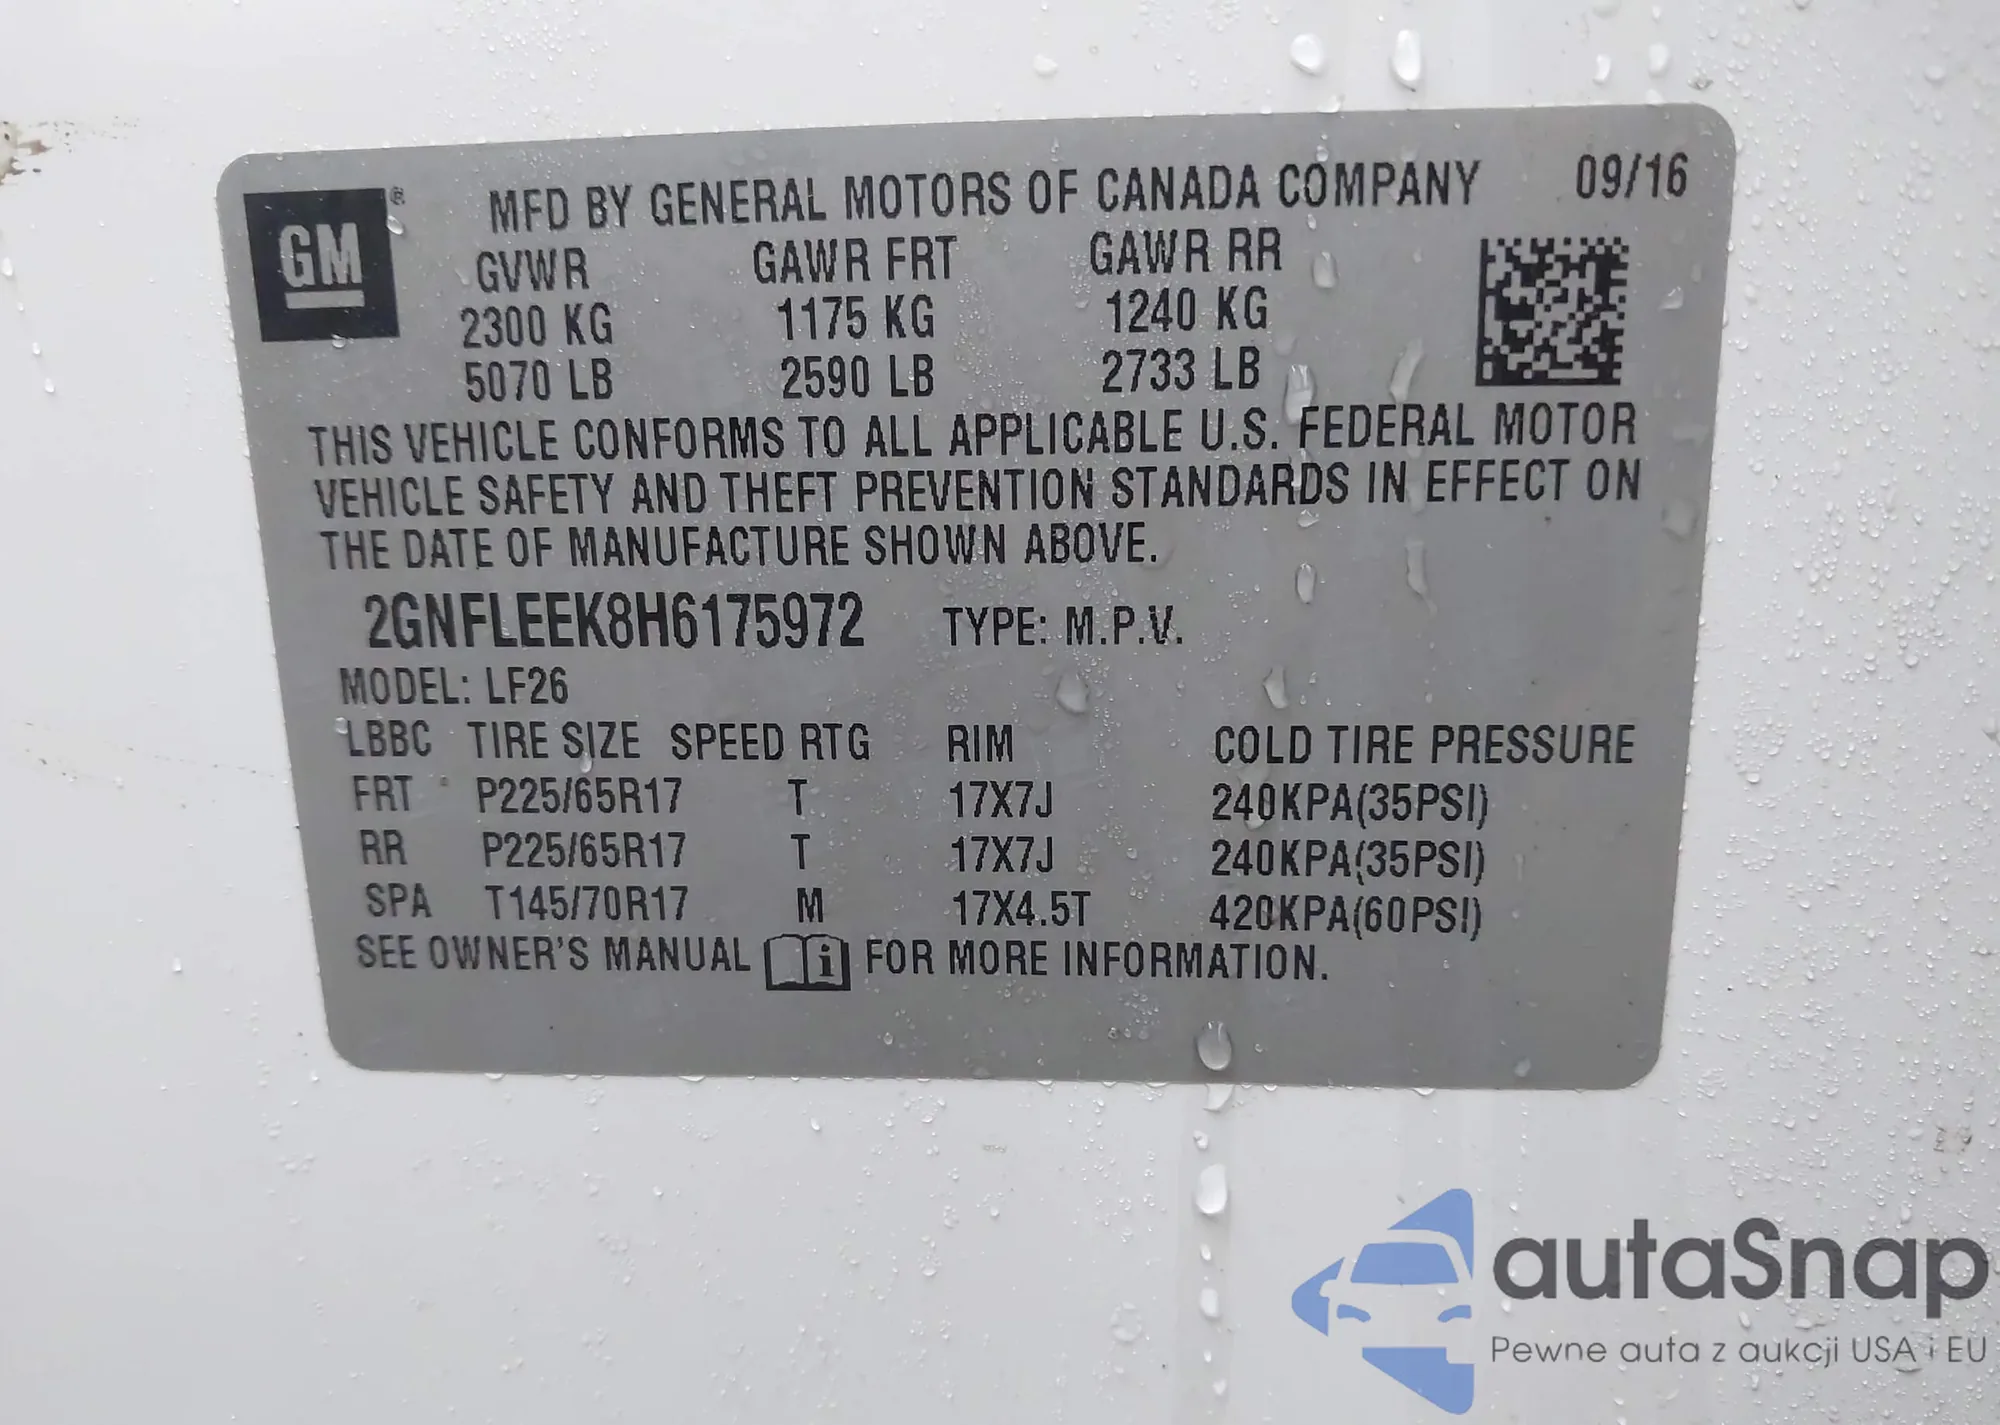 GM ® MFD BY GENERAL MOTORS OF CANADA COMPANY 09/16
GVWR GAWR FRT GAWR RR
2300 KG 1175 KG 1240 KG
5070 LB 2590 LB 2733 LB
THIS VEHICLE CONFORMS TO ALL APPLICABLE U.S. FEDERAL MOTOR
VEHICLE SAFETY AND THEFT PREVENTION STANDARDS IN EFFECT ON
THE DATE OF MANUFACTURE SHOWN ABOVE.
2GNFLEEK8H6175972 TYPE: M.P.V.
MODEL: LF26
LBBC TIRE SIZE SPEED RTG RIM COLD TIRE PRESSURE
FRT P225/65R17 T 17X7J 240KPA(35PSI)
RR P225/65R17 T 17X7J 240KPA(35PSI)
SPA T145/70R17 M 17X4.5T 420KPA(60PSI)
SEE OWNER'S MANUAL i FOR MORE INFORMATION.
autaSnap
Pewne auta z aukcji USA i EU